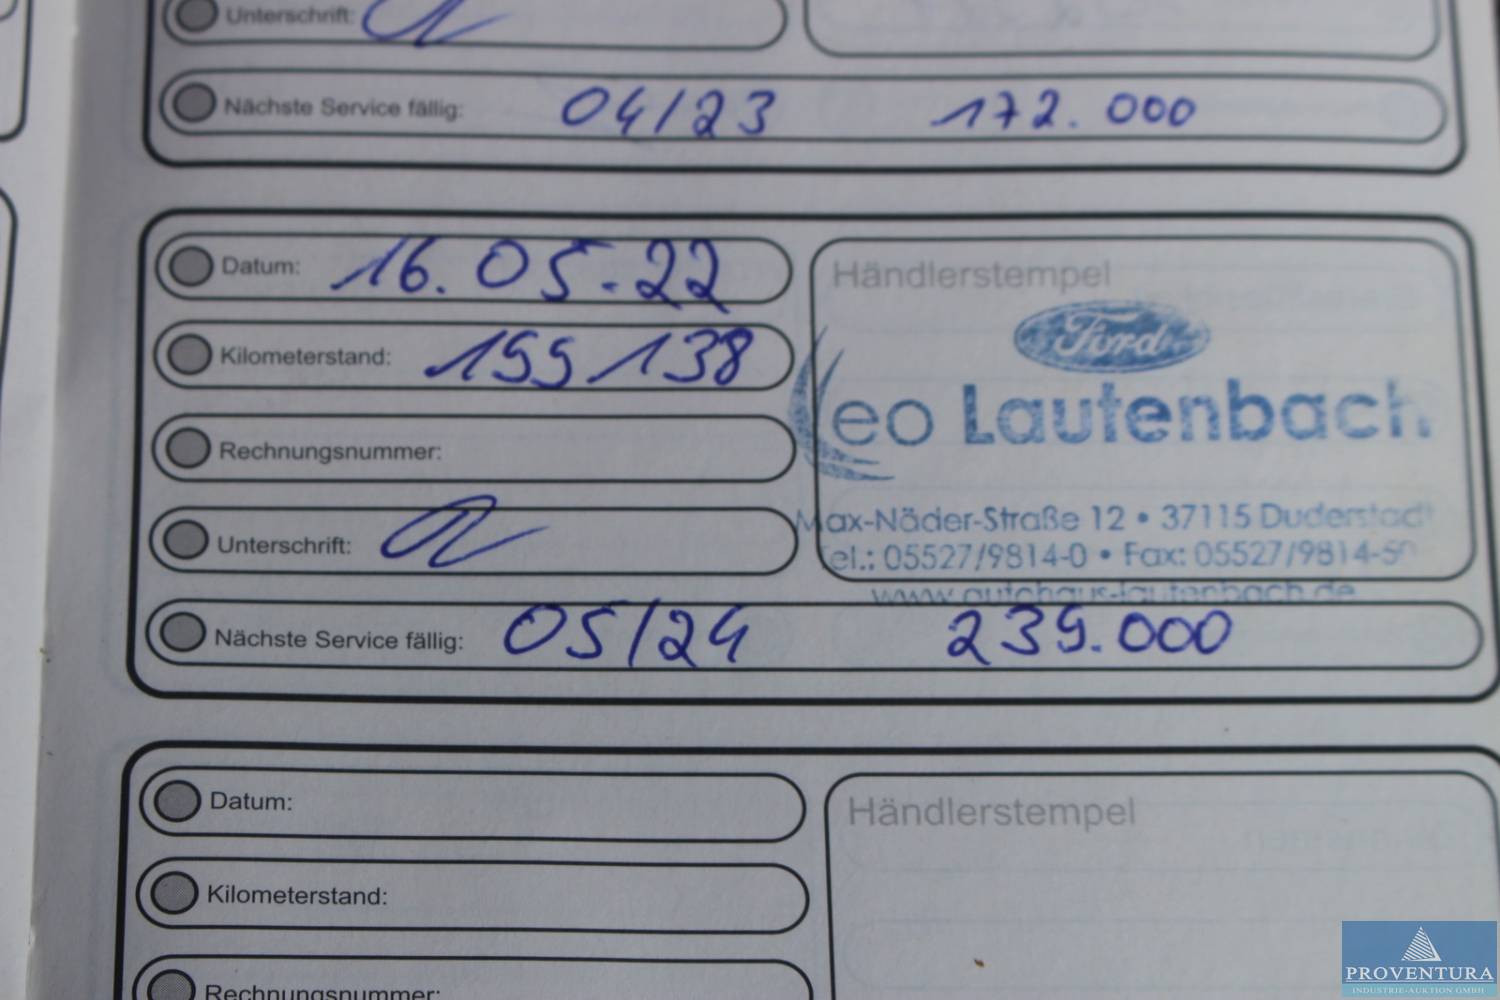 Unterschrift:
Nächste Service fällig: 04/23 172.000
Datum: 16.05.22
Händlerstempel
Ford
Kilometerstand: 199138
Leo Lautenbach
Rechnungsnummer:
Max-Näder-Straße 12 • 37115 Duderstadt
Unterschrift:
Tel.: 05527/9814-0 • Fax: 05527/9814-50
www.autohaus-lautenbach.de
Nächste Service fällig: 05/24 239.000
Datum:
Händlerstempel
Kilometerstand:
Rechnungsnummer:
PROVENTURA
INDUSTRIE-AUKTION GMBH